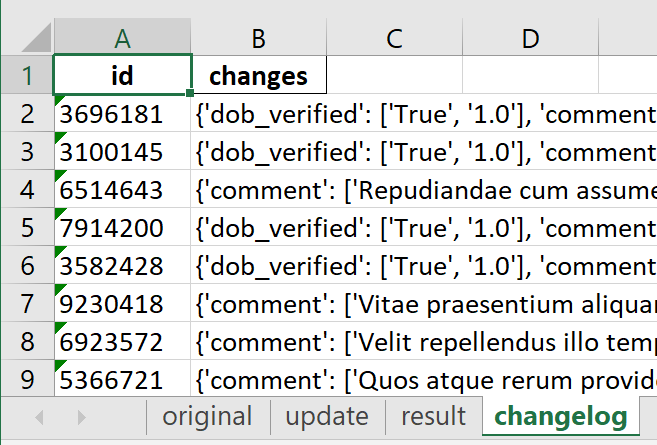 A B C D
1 id changes
2 3696181 {'dob_verified': ['True', '1.0'], 'comment
3 3100145 {'dob_verified': ['True', '1.0'], 'comment
4 6514643 {'comment': ['Repudiandae cum assume
5 7914200 {'dob_verified': ['True', '1.0'], 'comment
6 3582428 {'dob_verified': ['True', '1.0'], 'comment
7 9230418 {'comment': ['Vitae praesentium aliqua
8 6923572 {'comment': ['Velit repellendus illo temp
9 5366721 {'comment': ['Quos atque rerum provid
original update result changelog